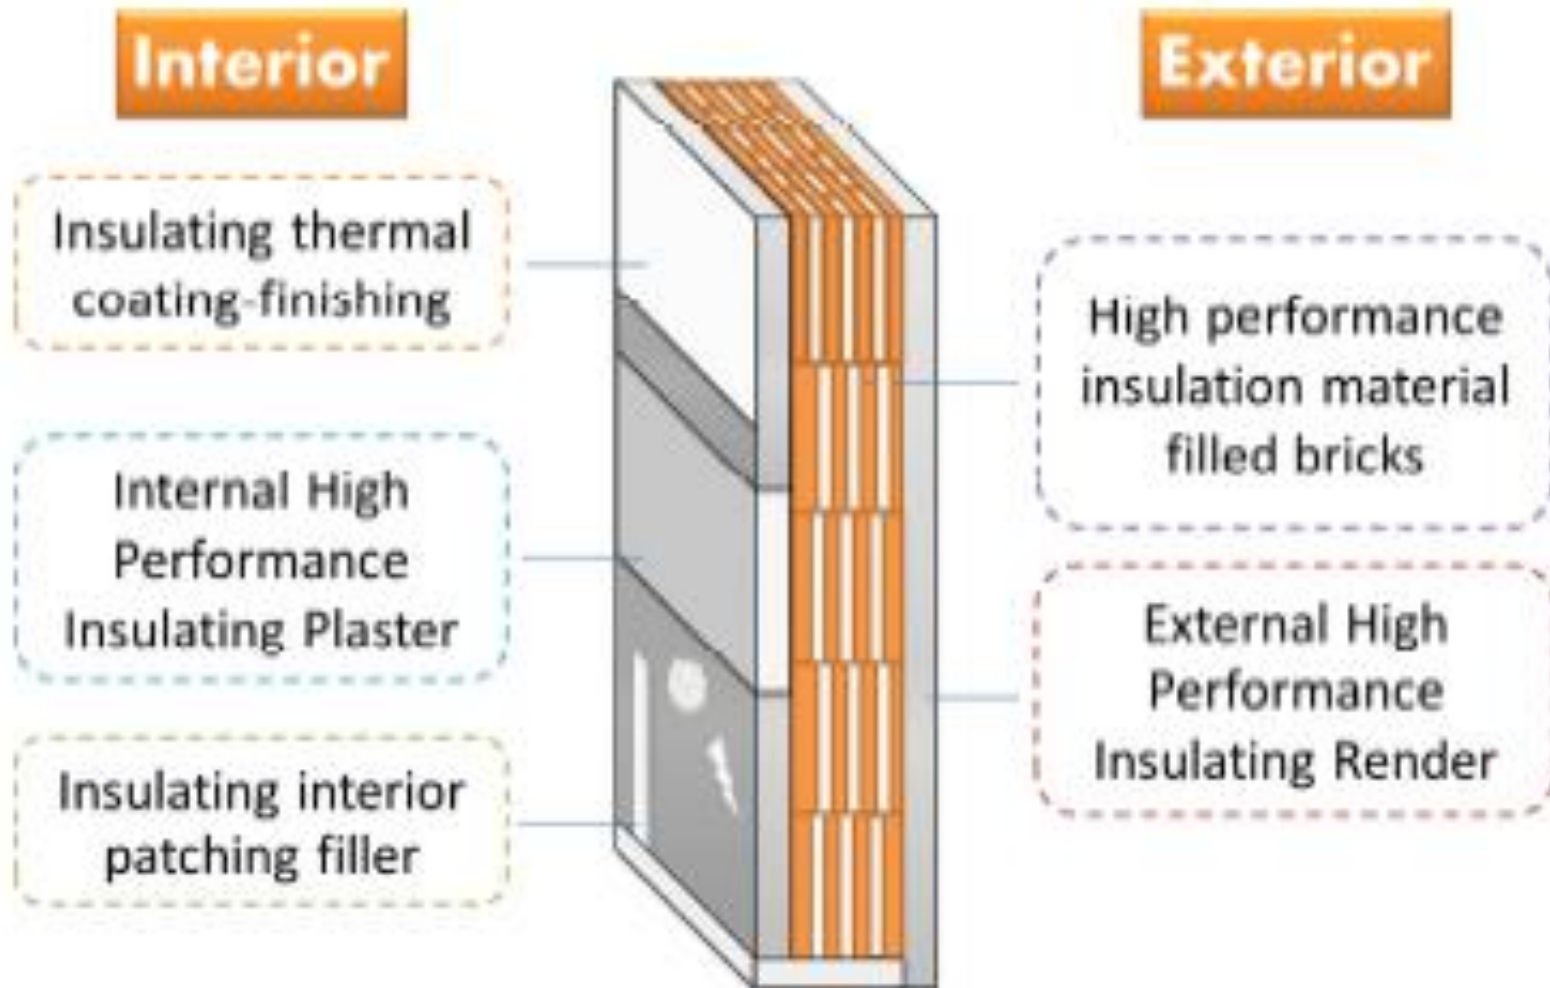 Interior
Exterior
Insulating thermal
coating-finishing
High performance
insulation material
filled bricks
Internal High
Performance
Insulating Plaster
External High
Performance
Insulating Render
Insulating interior
patching filler